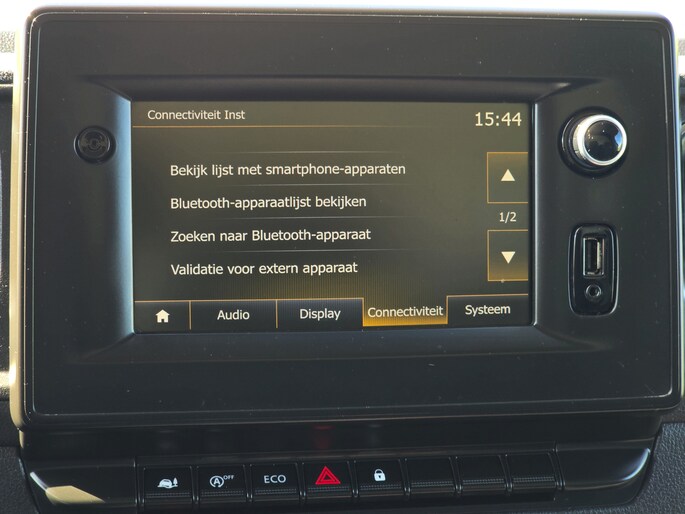 Connectiviteit Inst
15:44
Bekijk lijst met smartphone-apparaten
Bluetooth-apparaatlijst bekijken
1/2
Zoeken naar Bluetooth-apparaat
Validatie voor extern apparaat
Audio Display Connectiviteit Systeem
A OFF ECO